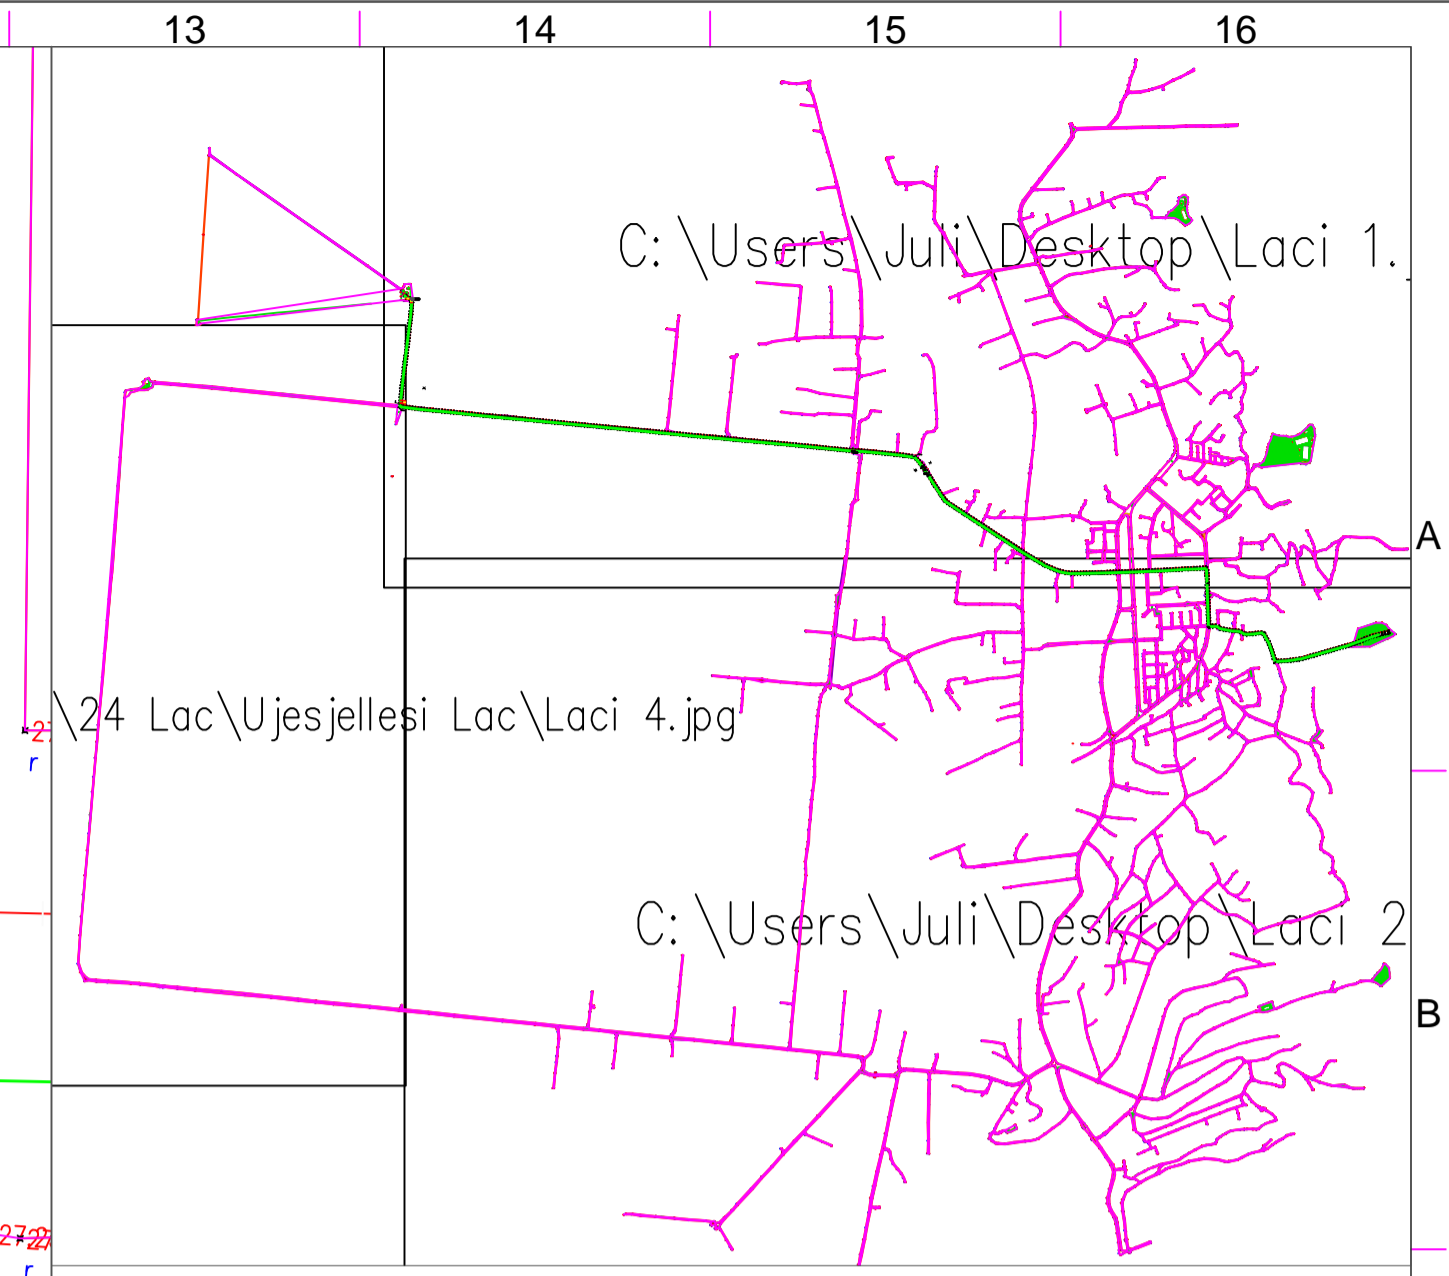 13 14 15 16
C:\Users\Juli\Desktop\Laci 1.
A
\24 Lac\Ujesjellesi Lac\Laci 4.jpg
r
C:\Users\Juli\Desktop\Laci 2
B
r